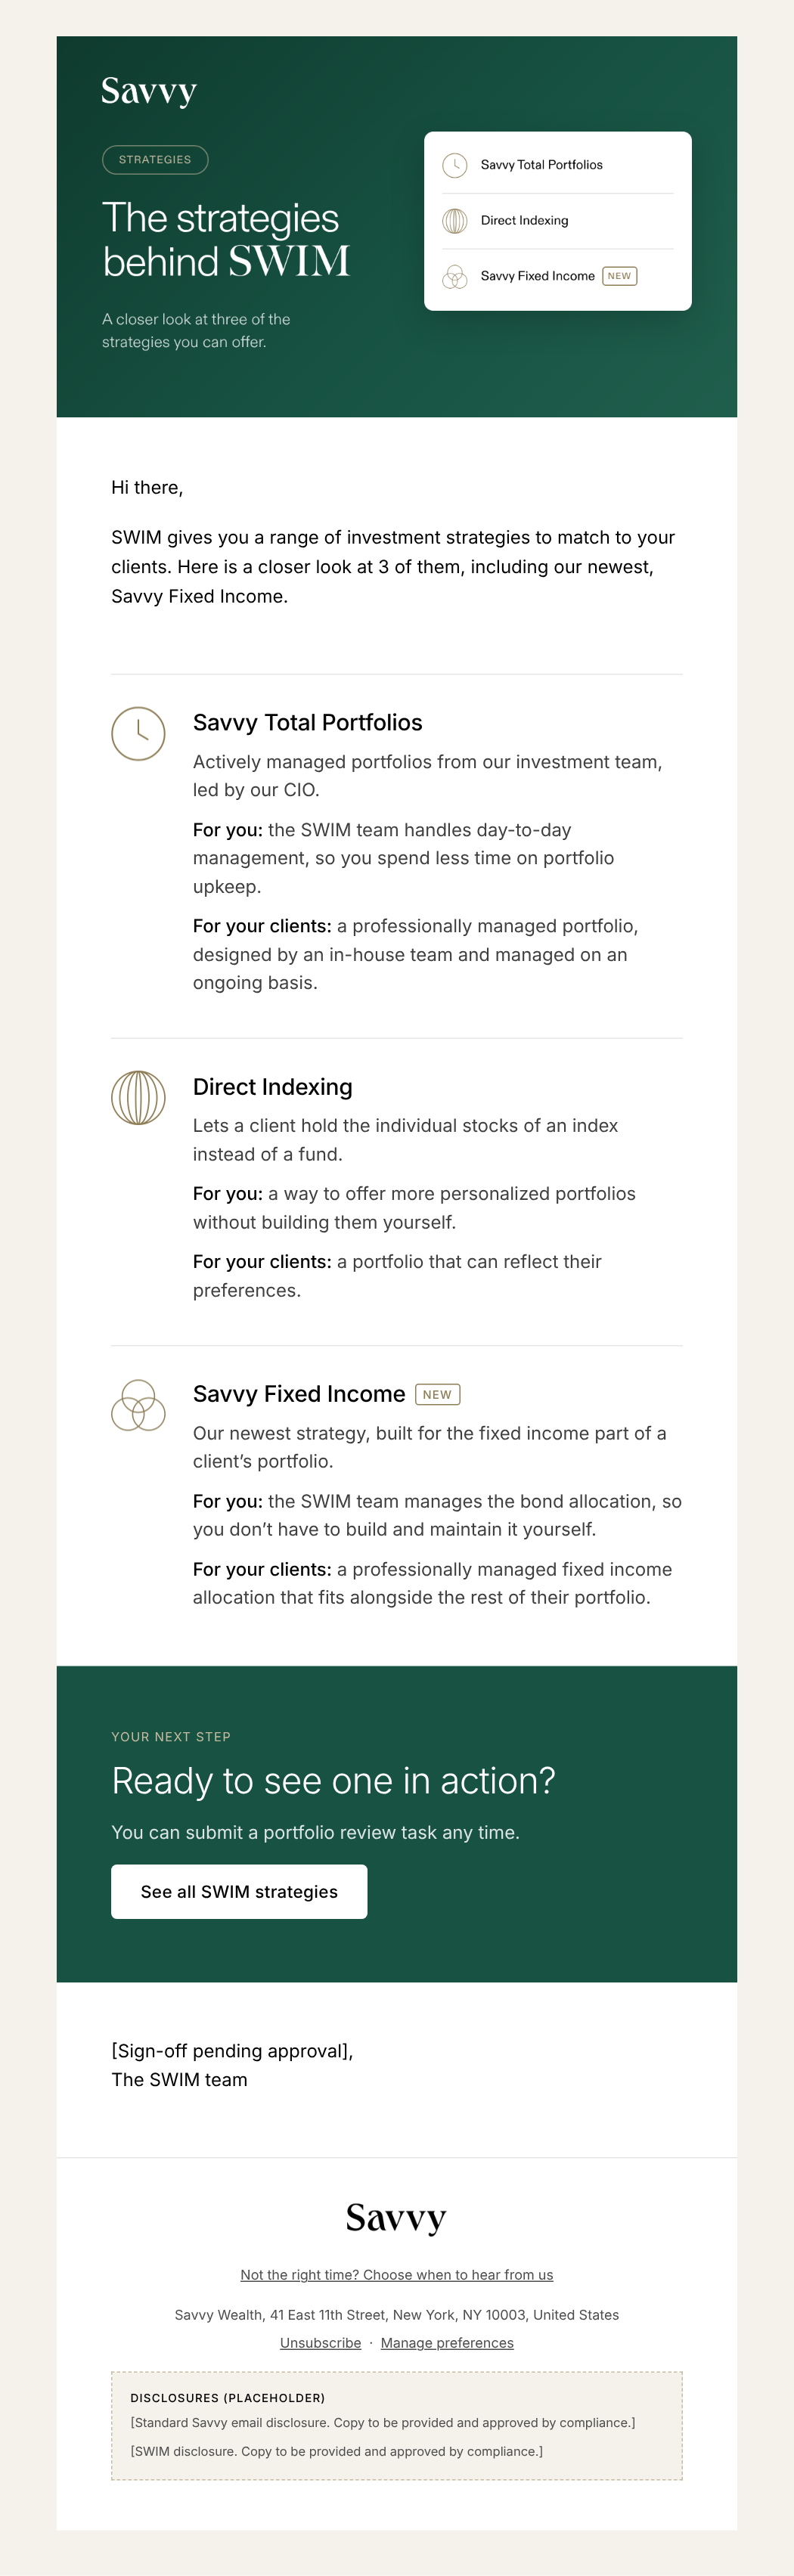 Savvy
STRATEGIES
The strategies
behind SWIM
A closer look at three of the
strategies you can offer.
Savvy Total Portfolios
Direct Indexing
Savvy Fixed Income NEW
Hi there,
SWIM gives you a range of investment strategies to match to your
clients. Here is a closer look at 3 of them, including our newest,
Savvy Fixed Income.
Savvy Total Portfolios
Actively managed portfolios from our investment team,
led by our CIO.
For you: the SWIM team handles day-to-day
management, so you spend less time on portfolio
upkeep.
For your clients: a professionally managed portfolio,
designed by an in-house team and managed on an
ongoing basis.
Direct Indexing
Lets a client hold the individual stocks of an index
instead of a fund.
For you: a way to offer more personalized portfolios
without building them yourself.
For your clients: a portfolio that can reflect their
preferences.
Savvy Fixed Income NEW
Our newest strategy, built for the fixed income part of a
client’s portfolio.
For you: the SWIM team manages the bond allocation, so
you don’t have to build and maintain it yourself.
For your clients: a professionally managed fixed income
allocation that fits alongside the rest of their portfolio.
YOUR NEXT STEP
Ready to see one in action?
You can submit a portfolio review task any time.
See all SWIM strategies
[Sign-off pending approval],
The SWIM team
Savvy
Not the right time? Choose when to hear from us
Savvy Wealth, 41 East 11th Street, New York, NY 10003, United States
Unsubscribe · Manage preferences
DISCLOSURES (PLACEHOLDER)
[Standard Savvy email disclosure. Copy to be provided and approved by compliance.]
[SWIM disclosure. Copy to be provided and approved by compliance.]